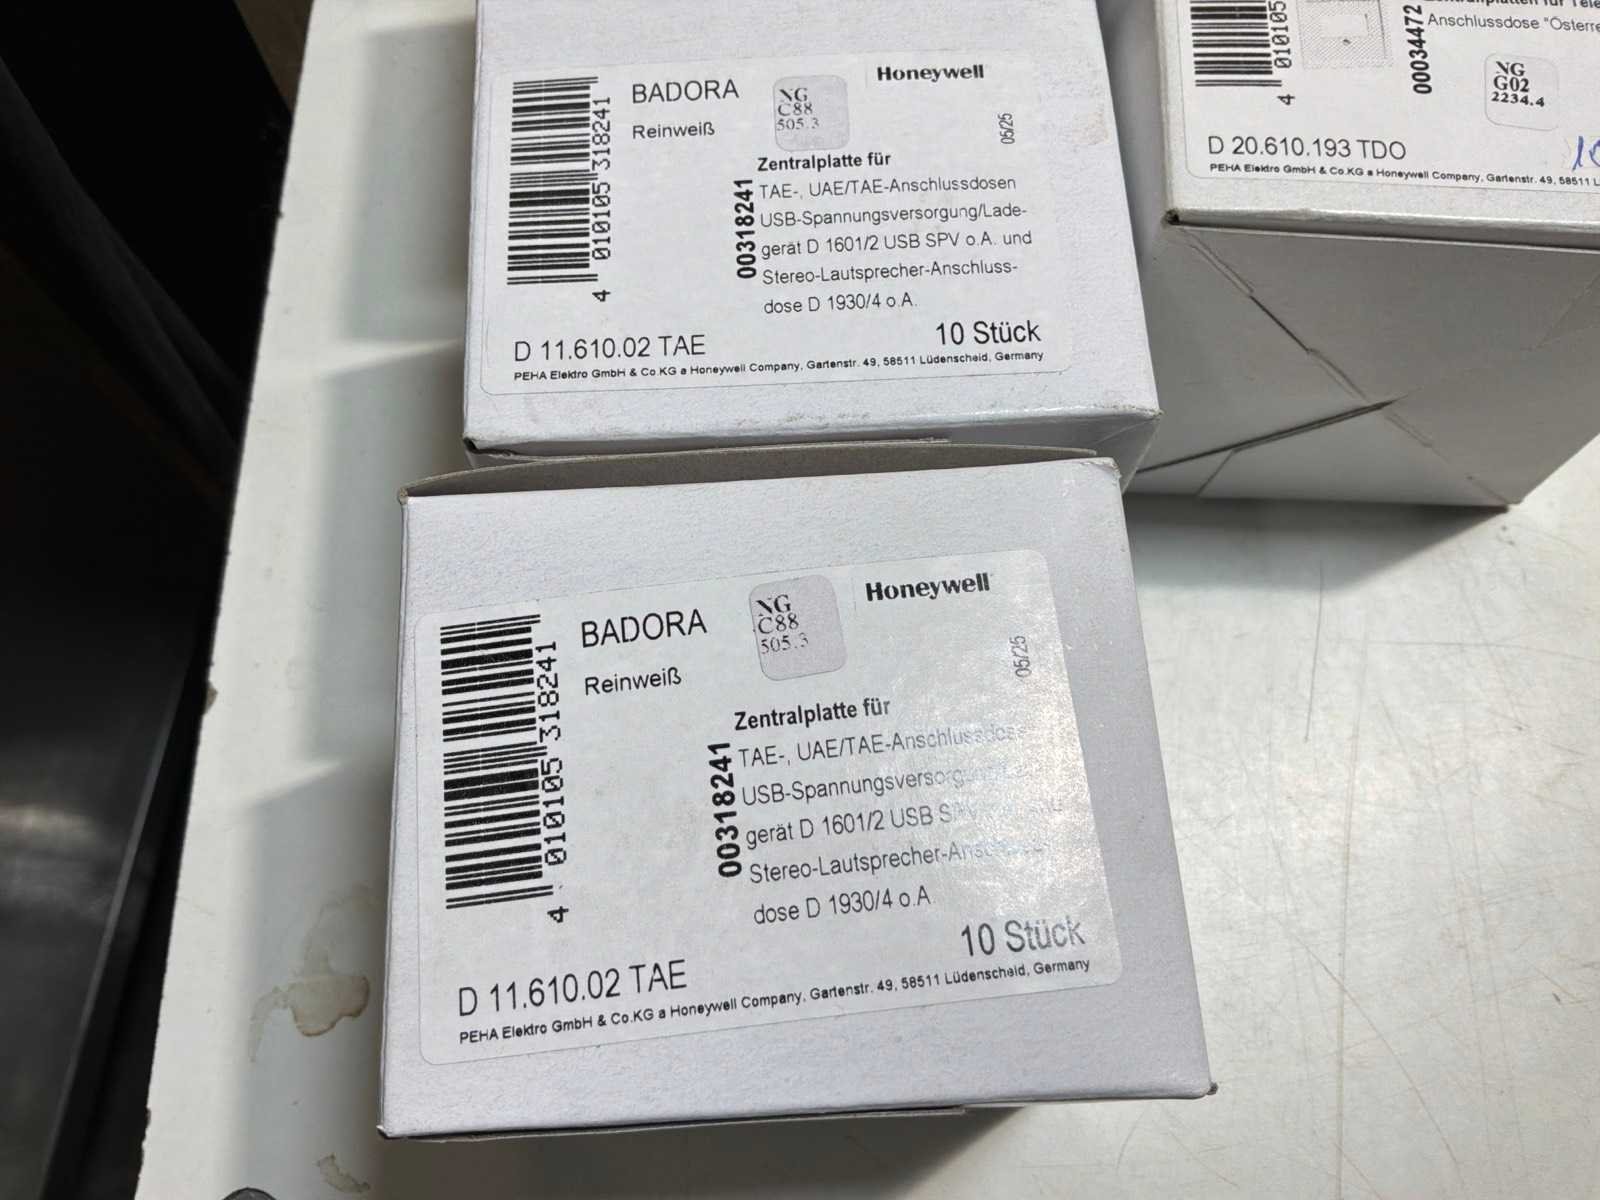 BADORA
Reinweiß
NG
C88
505.3
Honeywell
05/25
4 010105 318241
00318241
Zentralplatte für
TAE-, UAE/TAE-Anschlussdosen
USB-Spannungsversorgung/Lade-
gerät D 1601/2 USB SPV o.A. und
Stereo-Lautsprecher-Anschluss-
dose D 1930/4 o.A.
D 11.610.02 TAE
10 Stück
PEHA Elektro GmbH & Co.KG a Honeywell Company, Gartenstr. 49, 58511 Lüdenscheid, Germany
4 010105
00034472
Anschlussdose "Österre
NG
G02
2234.4
D 20.610.193 TDO
PEHA Elektro GmbH & Co.KG a Honeywell Company, Gartenstr. 49, 58511 L
BADORA
Reinweiß
NG
C88
505.3
Honeywell
05/25
4 010105 318241
00318241
Zentralplatte für
TAE-, UAE/TAE-Anschlussdose
USB-Spannungsversorg
gerät D 1601/2 USB SPV
Stereo-Lautsprecher-Anschluss
dose D 1930/4 o.A.
10 Stück
D 11.610.02 TAE
PEHA Elektro GmbH & Co.KG a Honeywell Company, Gartenstr. 49, 58511 Lüdenscheid, Germany